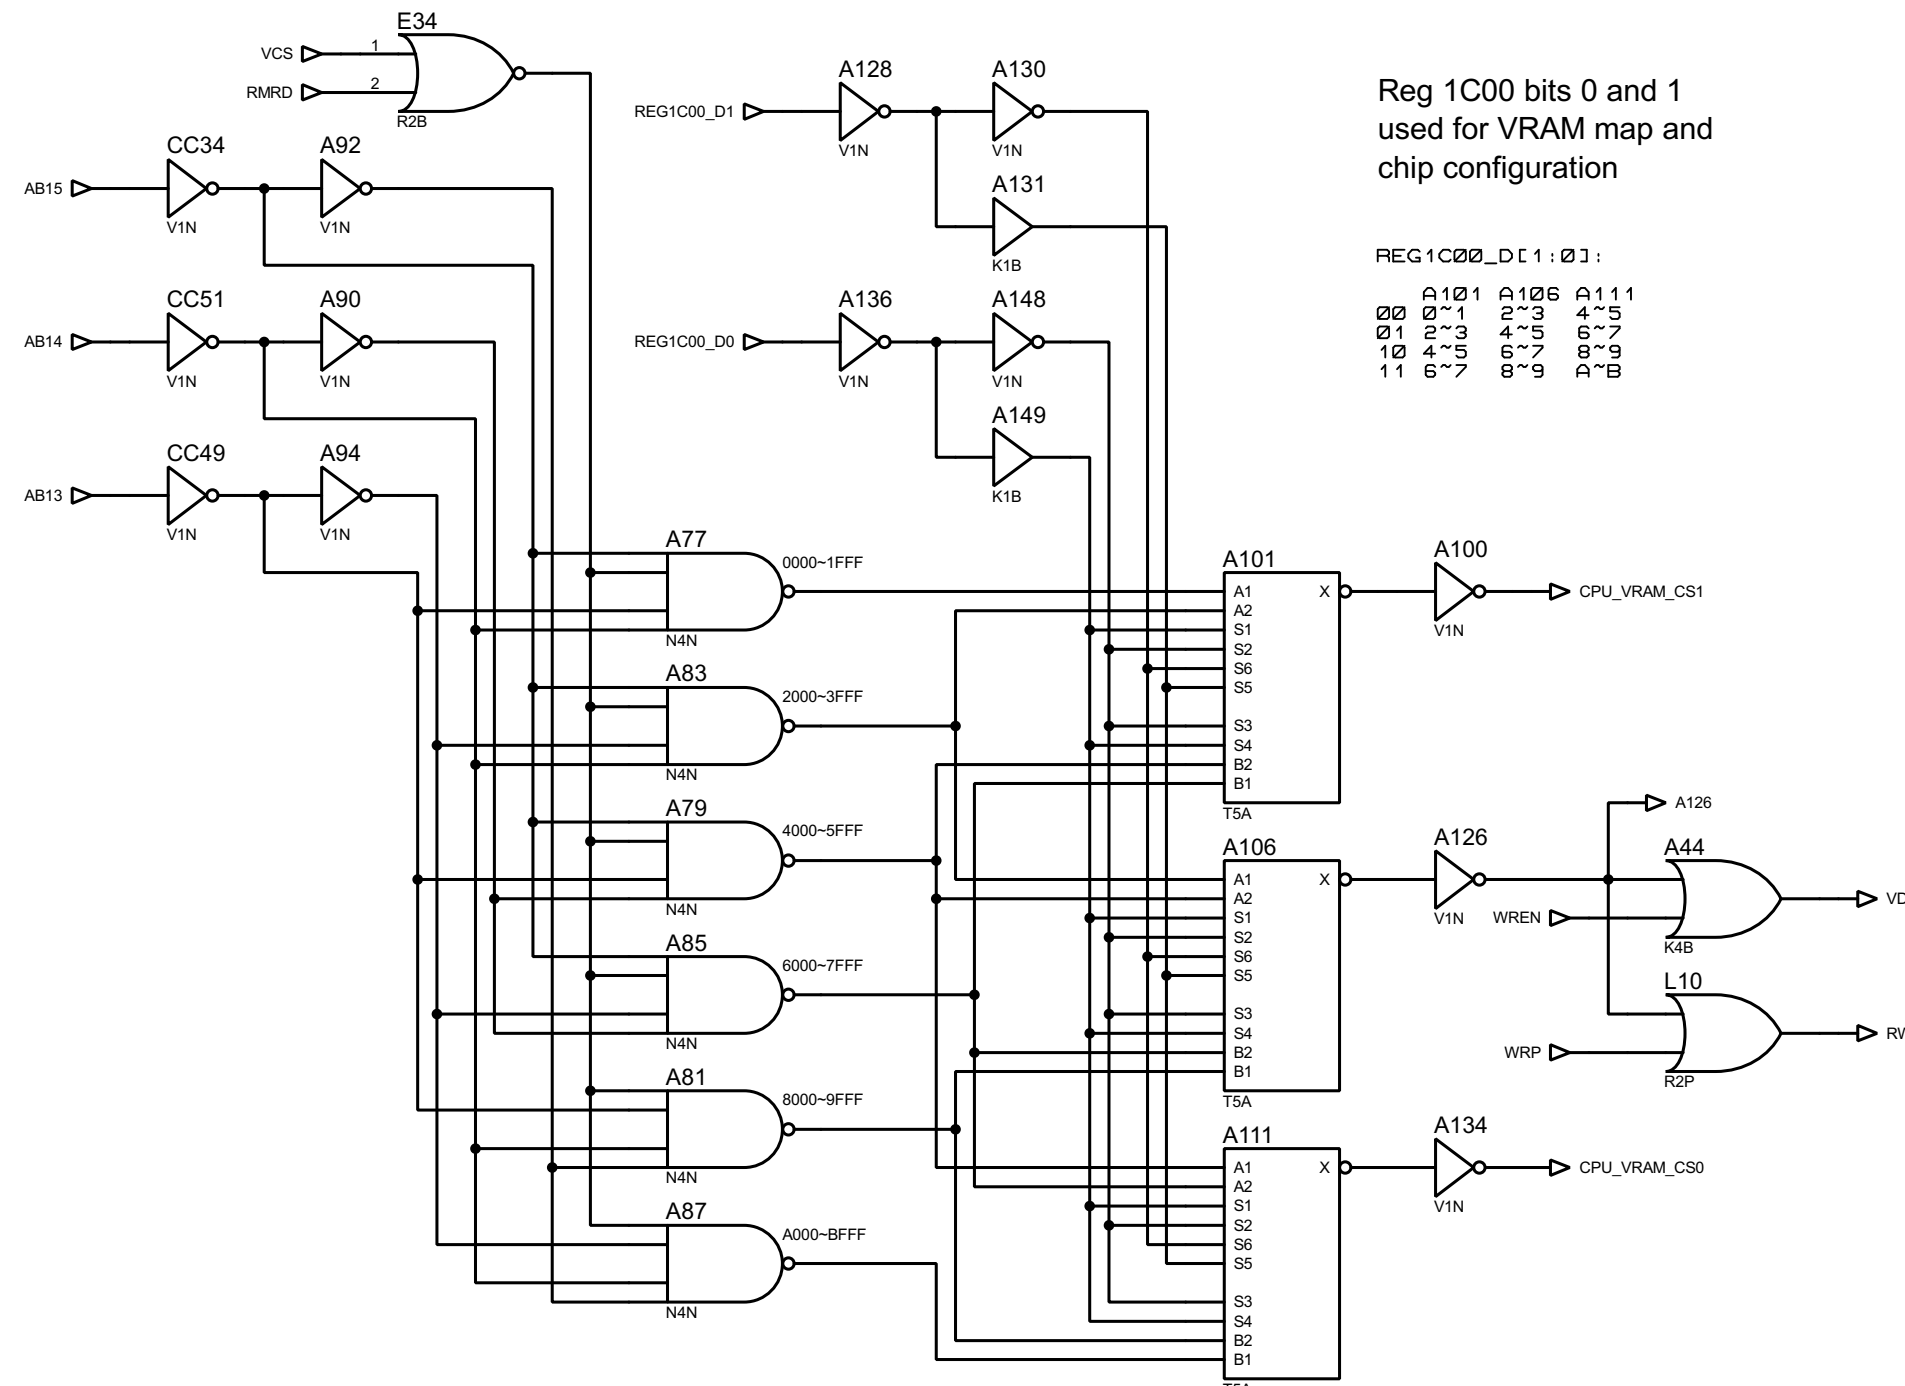 E34
VCS
1
RMRD
2
R2B
CC34
A92
AB15
V1N
V1N
CC51
A90
AB14
V1N
V1N
CC49
A94
AB13
V1N
V1N
A128
A130
REG1C00_D1
V1N
V1N
A131
K1B
A136
A148
REG1C00_D0
V1N
V1N
A149
K1B
Reg 1C00 bits 0 and 1
used for VRAM map and
chip configuration
REG1C00_D[1:0]:
A101 A106 A111
00 0~1 2~3 4~5
01 2~3 4~5 6~7
10 4~5 6~7 8~9
11 6~7 8~9 A~B
A77
0000~1FFF
N4N
A83
2000~3FFF
N4N
A79
4000~5FFF
N4N
A85
6000~7FFF
N4N
A81
8000~9FFF
N4N
A87
A000~BFFF
N4N
A101
A1 X
A2
S1
S2
S6
S5
S3
S4
B2
B1
T5A
A100
V1N
CPU_VRAM_CS1
A106
A1 X
A2
S1
S2
S6
S5
S3
S4
B2
B1
T5A
A126
V1N
A126
A44
WREN
K4B
VD
L10
WRP
R2P
A111
A1 X
A2
S1
S2
S6
S5
S3
S4
B2
B1
T5A
A134
V1N
CPU_VRAM_CS0